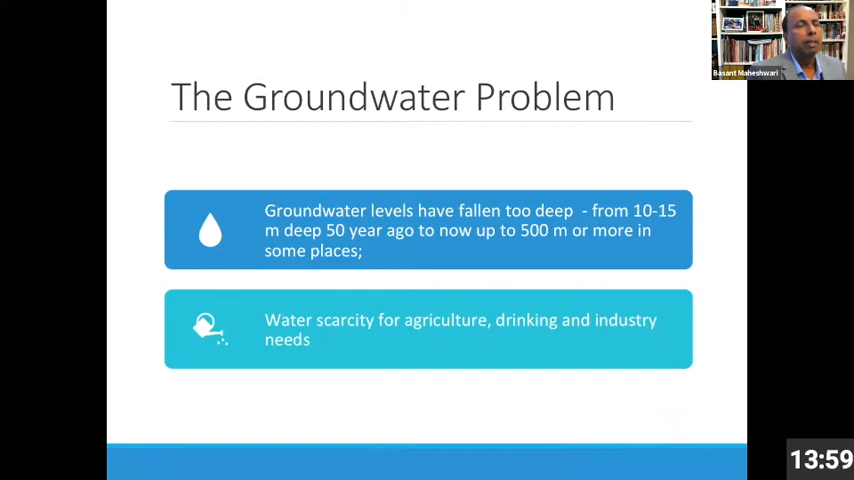 Basant Maheshwari
The Groundwater Problem
Groundwater levels have fallen too deep - from 10-15
m deep 50 year ago to now up to 500 m or more in
some places;
Water scarcity for agriculture, drinking and industry
needs
13:59